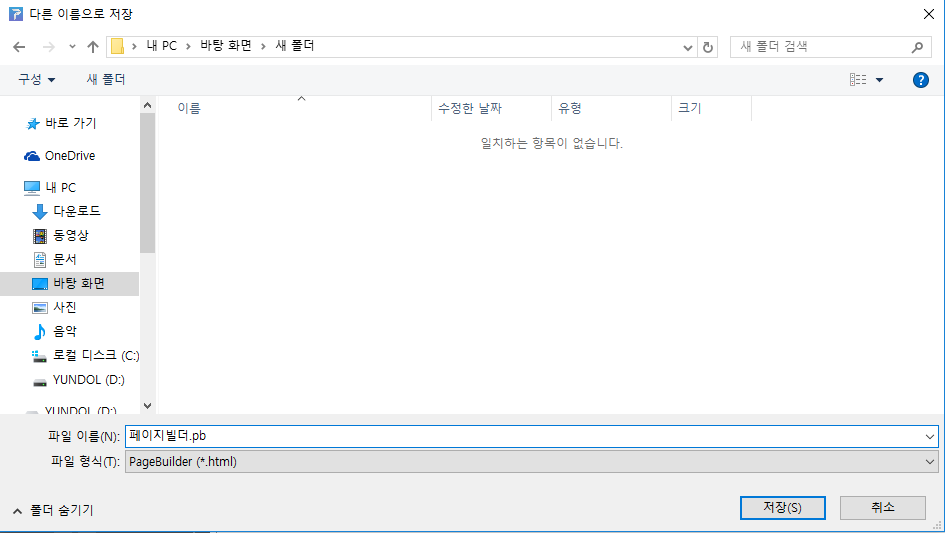 다른 이름으로 저장
내 PC > 바탕 화면 > 새 폴더
새 폴더 검색
구성
새 폴더
이름
수정한 날짜
유형
크기
일치하는 항목이 없습니다.
바로 가기
OneDrive
내 PC
다운로드
동영상
문서
바탕 화면
사진
음악
로컬 디스크 (C:)
YUNDOL (D:)
YUNDOL (D:)
파일 이름(N): 페이지빌더.pb
파일 형식(T): PageBuilder (*.html)
폴더 숨기기
저장(S)
취소